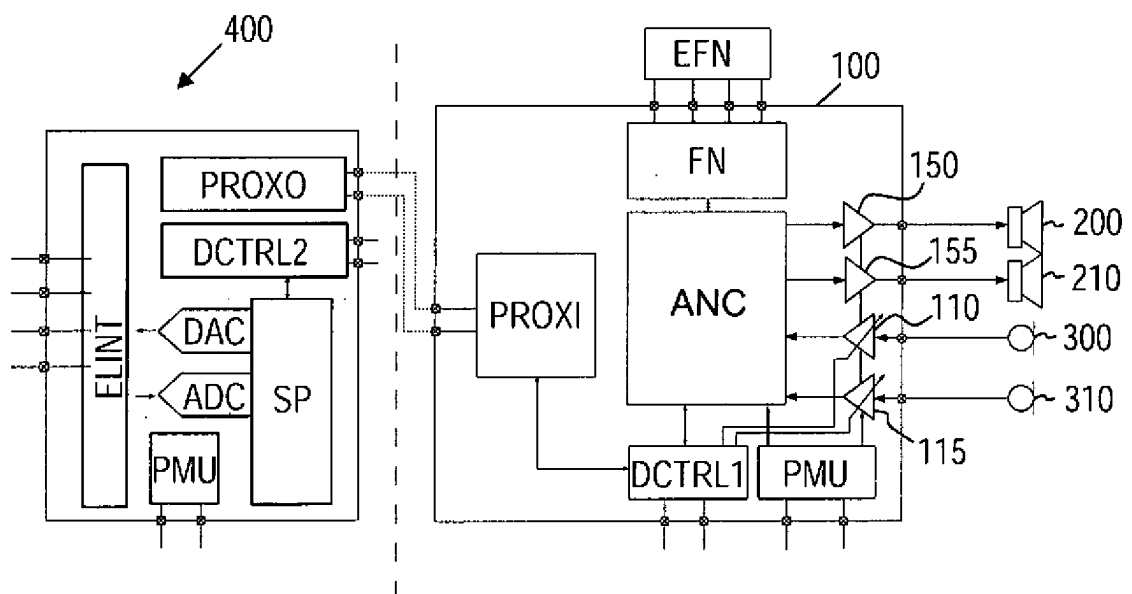 400
EFN
100
FN
150
PROXO
DCTRL2
200
155
210
PROXI
ANC
110
ELINT
DAC
300
ADC
SP
310
PMU
115
DCTRL1
PMU